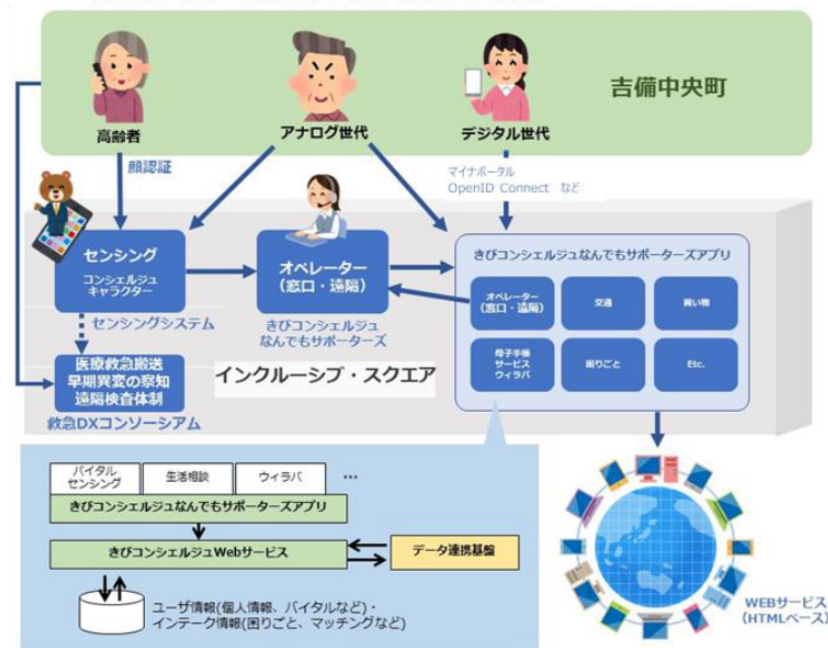 吉備中央町
高齢者
アナログ世代
デジタル世代
顔認証
マイナポータル
OpenID Connect など
センシング
コンシェルジュ
キャラクター
オペレーター
（窓口・遠隔）
きびコンシェルジュなんでもサポーターズアプリ
オペレーター
（窓口・遠隔）
交通
買い物
母子手帳
サービス
ウィラバ
困りごと
Etc.
センシングシステム
きびコンシェルジュ
なんでもサポーターズ
医療救急搬送
早期異変の察知
遠隔検査体制
インクルーシブ・スクエア
救急DXコンソーシアム
バイタル
センシング
生活相談
ウィラバ
…
きびコンシェルジュなんでもサポーターズアプリ
きびコンシェルジュWebサービス
データ連携基盤
ユーザ情報(個人情報、バイタルなど)・
インテーク情報(困りごと、マッチングなど)
WEBサービス
（HTMLベース）